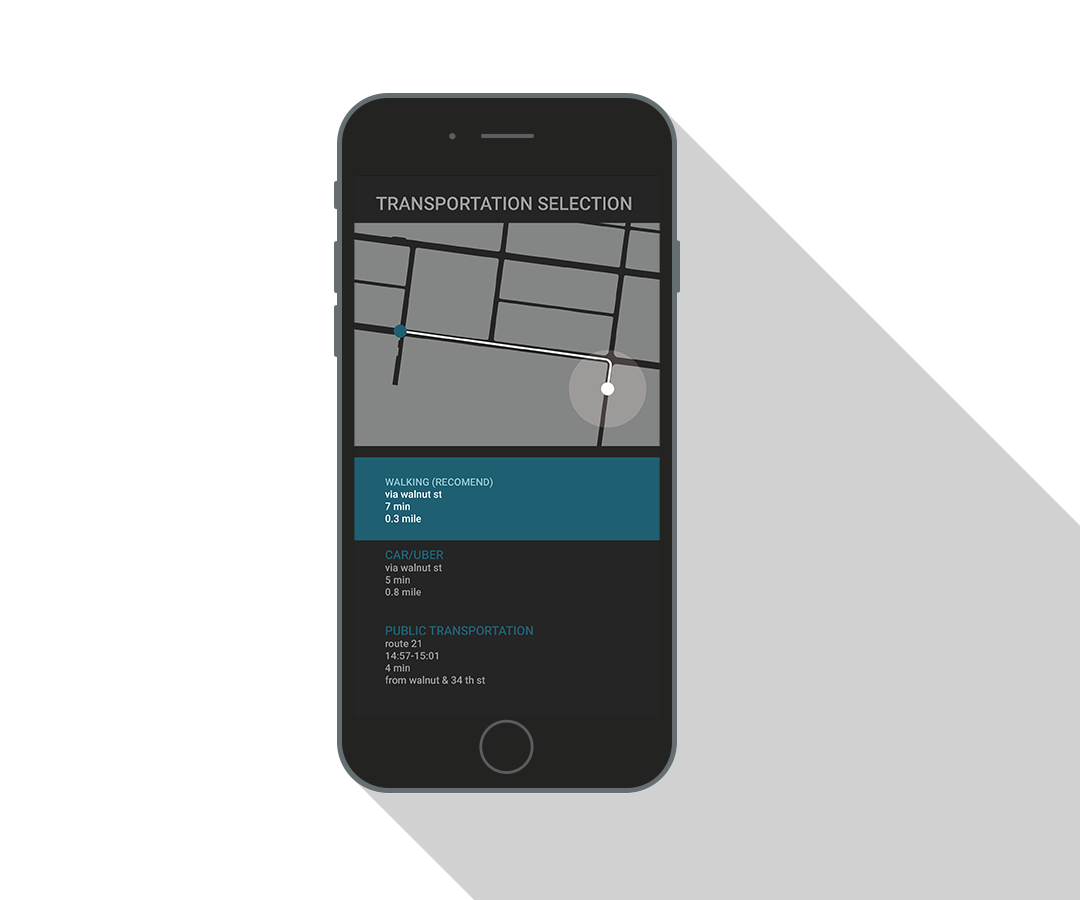 TRANSPORTATION SELECTION
WALKING (RECOMEND)
via walnut st
7 min
0.3 mile
CAR/UBER
via walnut st
5 min
0.8 mile
PUBLIC TRANSPORTATION
route 21
14:57-15:01
4 min
from walnut & 34 th st